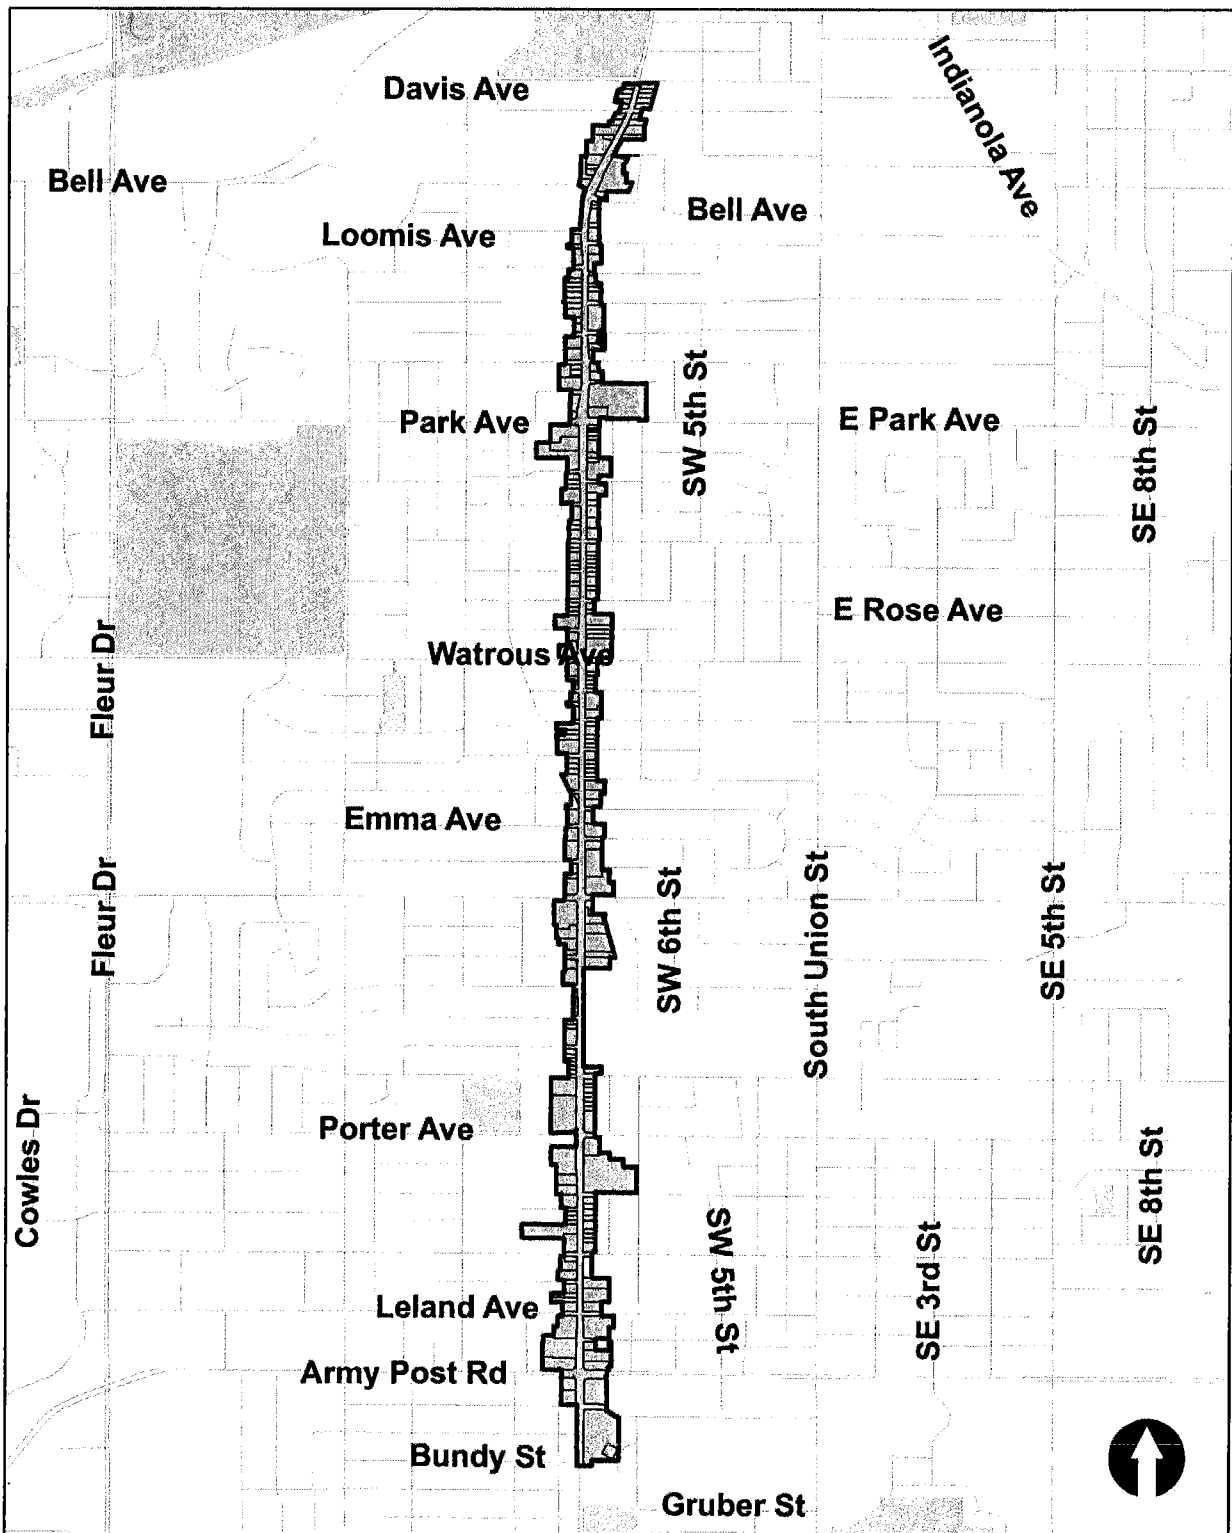 Davis Ave
Indianola Ave
Bell Ave
Bell Ave
Loomis Ave
SW 5th St
Park Ave
E Park Ave
SE 8th St
E Rose Ave
Fleur Dr
Watrous Ave
Emma Ave
Fleur Dr
SW 6th St
South Union St
SE 5th St
Cowles Dr
Porter Ave
SE 8th St
SW 5th St
SE 3rd St
Leland Ave
Army Post Rd
Bundy St
Gruber St